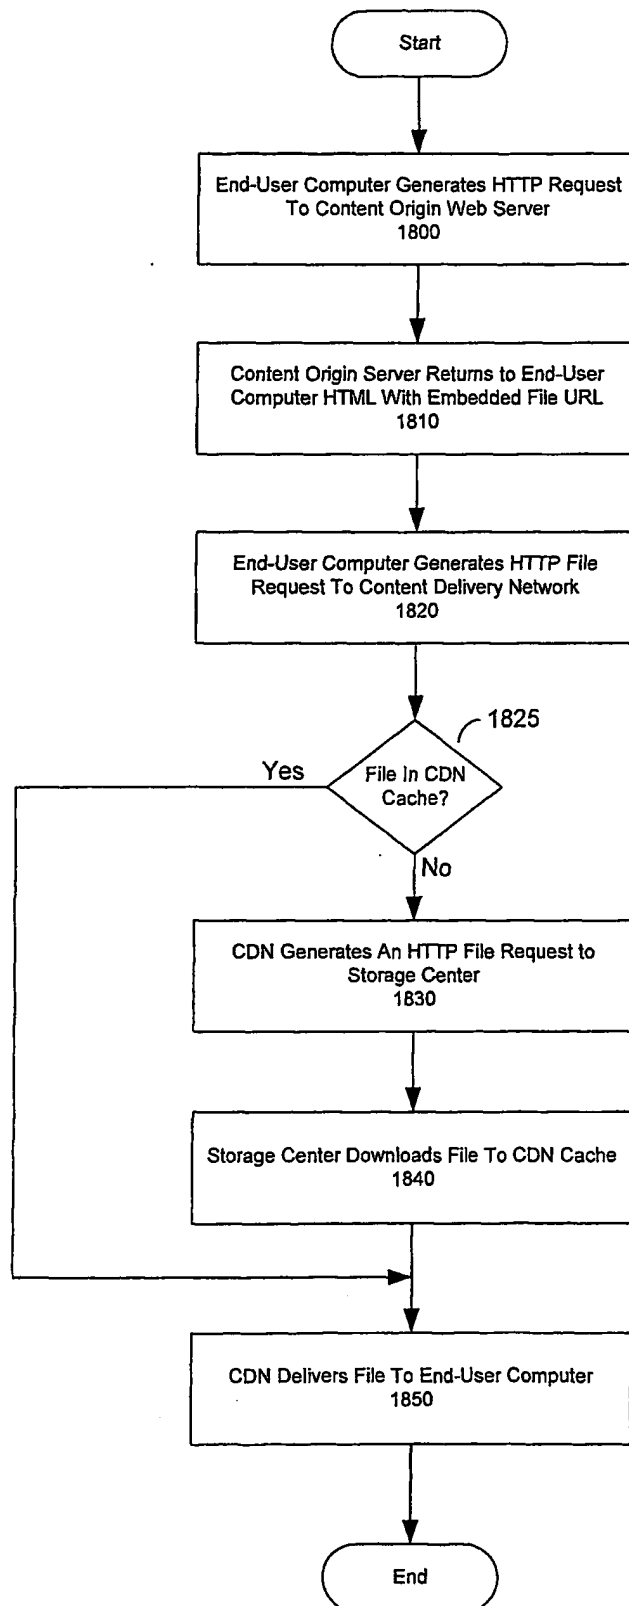 Start
End-User Computer Generates HTTP Request
To Content Origin Web Server
1800
Content Origin Server Returns to End-User
Computer HTML With Embedded File URL
1810
End-User Computer Generates HTTP File
Request To Content Delivery Network
1820
1825
Yes
File In CDN
Cache?
No
CDN Generates An HTTP File Request to
Storage Center
1830
Storage Center Downloads File To CDN Cache
1840
CDN Delivers File To End-User Computer
1850
End